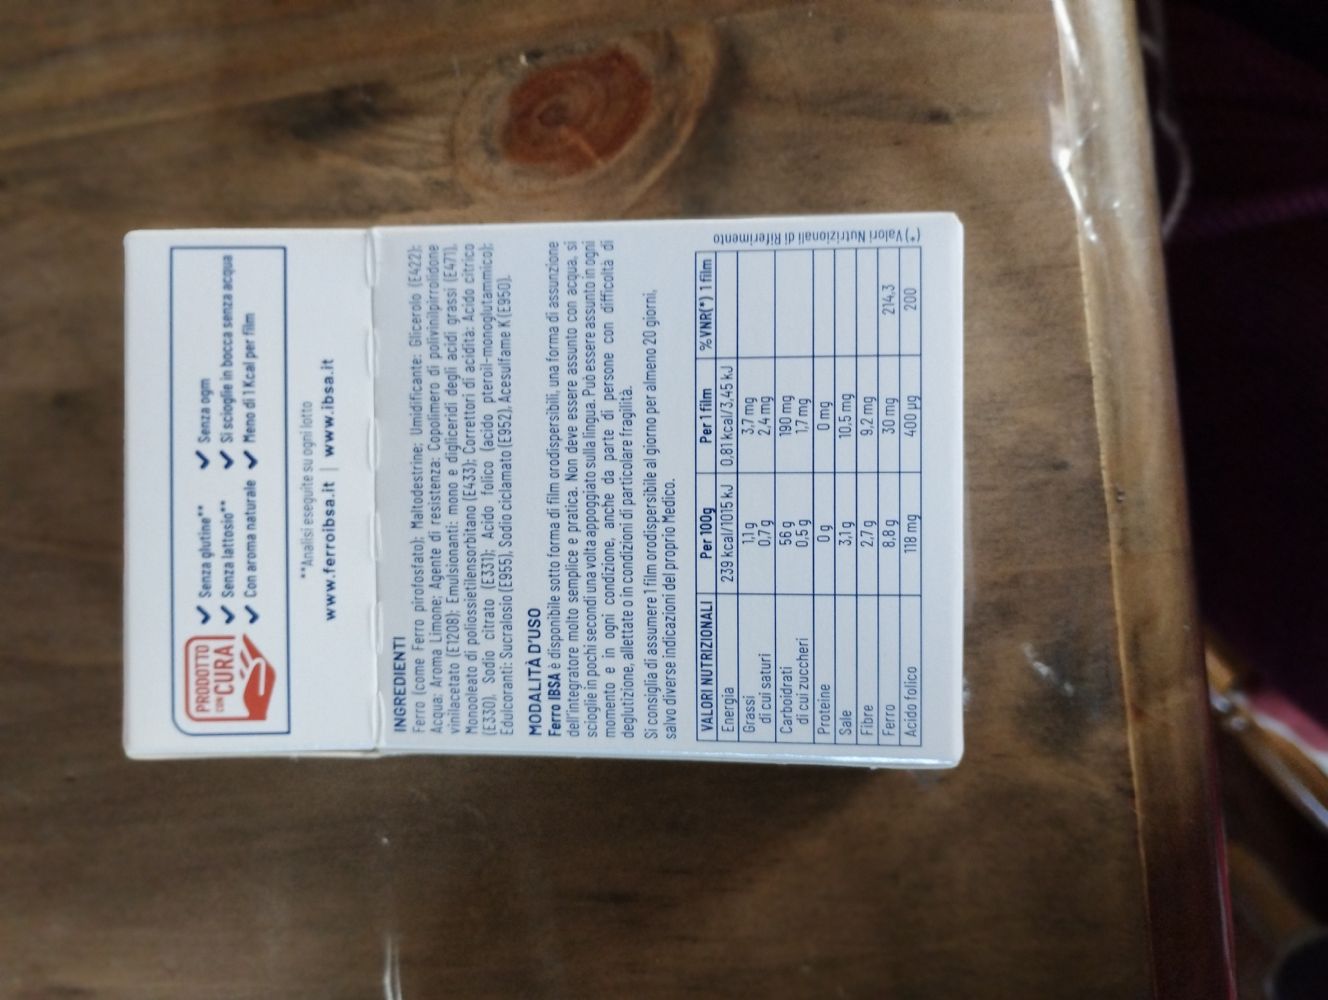 PRODOTTO
CON CURA
Senza glutine** Senza ogm
Senza lattosio** Si scioglie in bocca senza acqua
Con aroma naturale Meno di 1 Kcal per film
**Analisi eseguite su ogni lotto
www.ferroibsa.it | www.ibsa.it
INGREDIENTI
Ferro (come Ferro pirofosfato); Maltodestrine; Umidificante: Glicerolo (E422);
Acqua; Aroma Limone; Agente di resistenza: Copolimero di polivinilpirrolidone
vinilacetato (E1208); Emulsionanti: mono e digliceridi degli acidi grassi (E471),
Monooleato di poliossietilensorbitano (E433); Correttori di acidità: Acido citrico
(E330), Sodio citrato (E331); Acido folico (acido pteroil-monoglutammico);
Edulcoranti: Sucralosio (E955), Sodio ciclamato (E952), Acesulfame K (E950).
MODALITÀ D'USO
Ferro IBSA è disponibile sotto forma di film orodispersibili, una forma di assunzione
dell'integratore molto semplice e pratica. Non deve essere assunto con acqua, si
scioglie in pochi secondi una volta appoggiato sulla lingua. Può essere assunto in ogni
momento e in ogni condizione, anche da parte di persone con difficoltà di
deglutizione, allettate o in condizioni di particolare fragilità.
Si consiglia di assumere 1 film orodispersibile al giorno per almeno 20 giorni,
salvo diverse indicazioni del proprio Medico.
VALORI NUTRIZIONALI Per 100g Per 1 film %VNR(*) 1 film
Energia 239 kcal/1015 kJ 0,81 kcal/3,45 kJ
Grassi 1,1 g 3,7 mg
di cui saturi 0,7 g 2,4 mg
Carboidrati 56 g 190 mg
di cui zuccheri 0,5 g 1,7 mg
Proteine 0 g 0 mg
Sale 3,1 g 10,5 mg
Fibre 2,7 g 9,2 mg
Ferro 8,8 g 30 mg 214,3
Acido folico 118 mg 400 µg 200
(*) Valori Nutrizionali di Riferimento